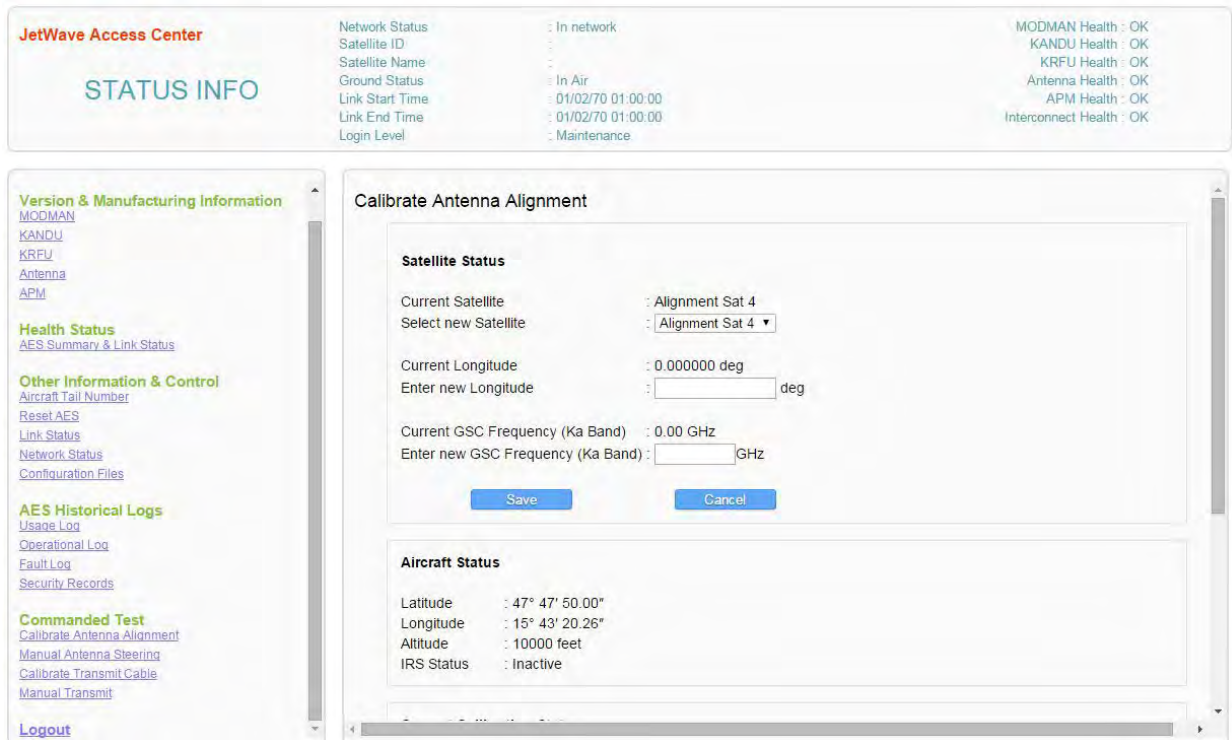 JetWave Access Center
STATUS INFO
Network Status : In network
Satellite ID :
Satellite Name :
Ground Status : In Air
Link Start Time : 01/02/70 01:00:00
Link End Time : 01/02/70 01:00:00
Login Level : Maintenance
MODMAN Health : OK
KANDU Health : OK
KRFU Health : OK
Antenna Health : OK
APM Health : OK
Interconnect Health : OK
Version & Manufacturing Information
MODMAN
KANDU
KRFU
Antenna
APM
Health Status
AES Summary & Link Status
Other Information & Control
Aircraft Tail Number
Reset AES
Link Status
Network Status
Configuration Files
AES Historical Logs
Usage Log
Operational Log
Fault Log
Security Records
Commanded Test
Calibrate Antenna Alignment
Manual Antenna Steering
Calibrate Transmit Cable
Manual Transmit
Logout
Calibrate Antenna Alignment
Satellite Status
Current Satellite : Alignment Sat 4
Select new Satellite : Alignment Sat 4
Current Longitude : 0.000000 deg
Enter new Longitude : deg
Current GSC Frequency (Ka Band) : 0.00 GHz
Enter new GSC Frequency (Ka Band) : GHz
Save Cancel
Aircraft Status
Latitude : 47° 47' 50.00"
Longitude : 15° 43' 20.26"
Altitude : 10000 feet
IRS Status : Inactive